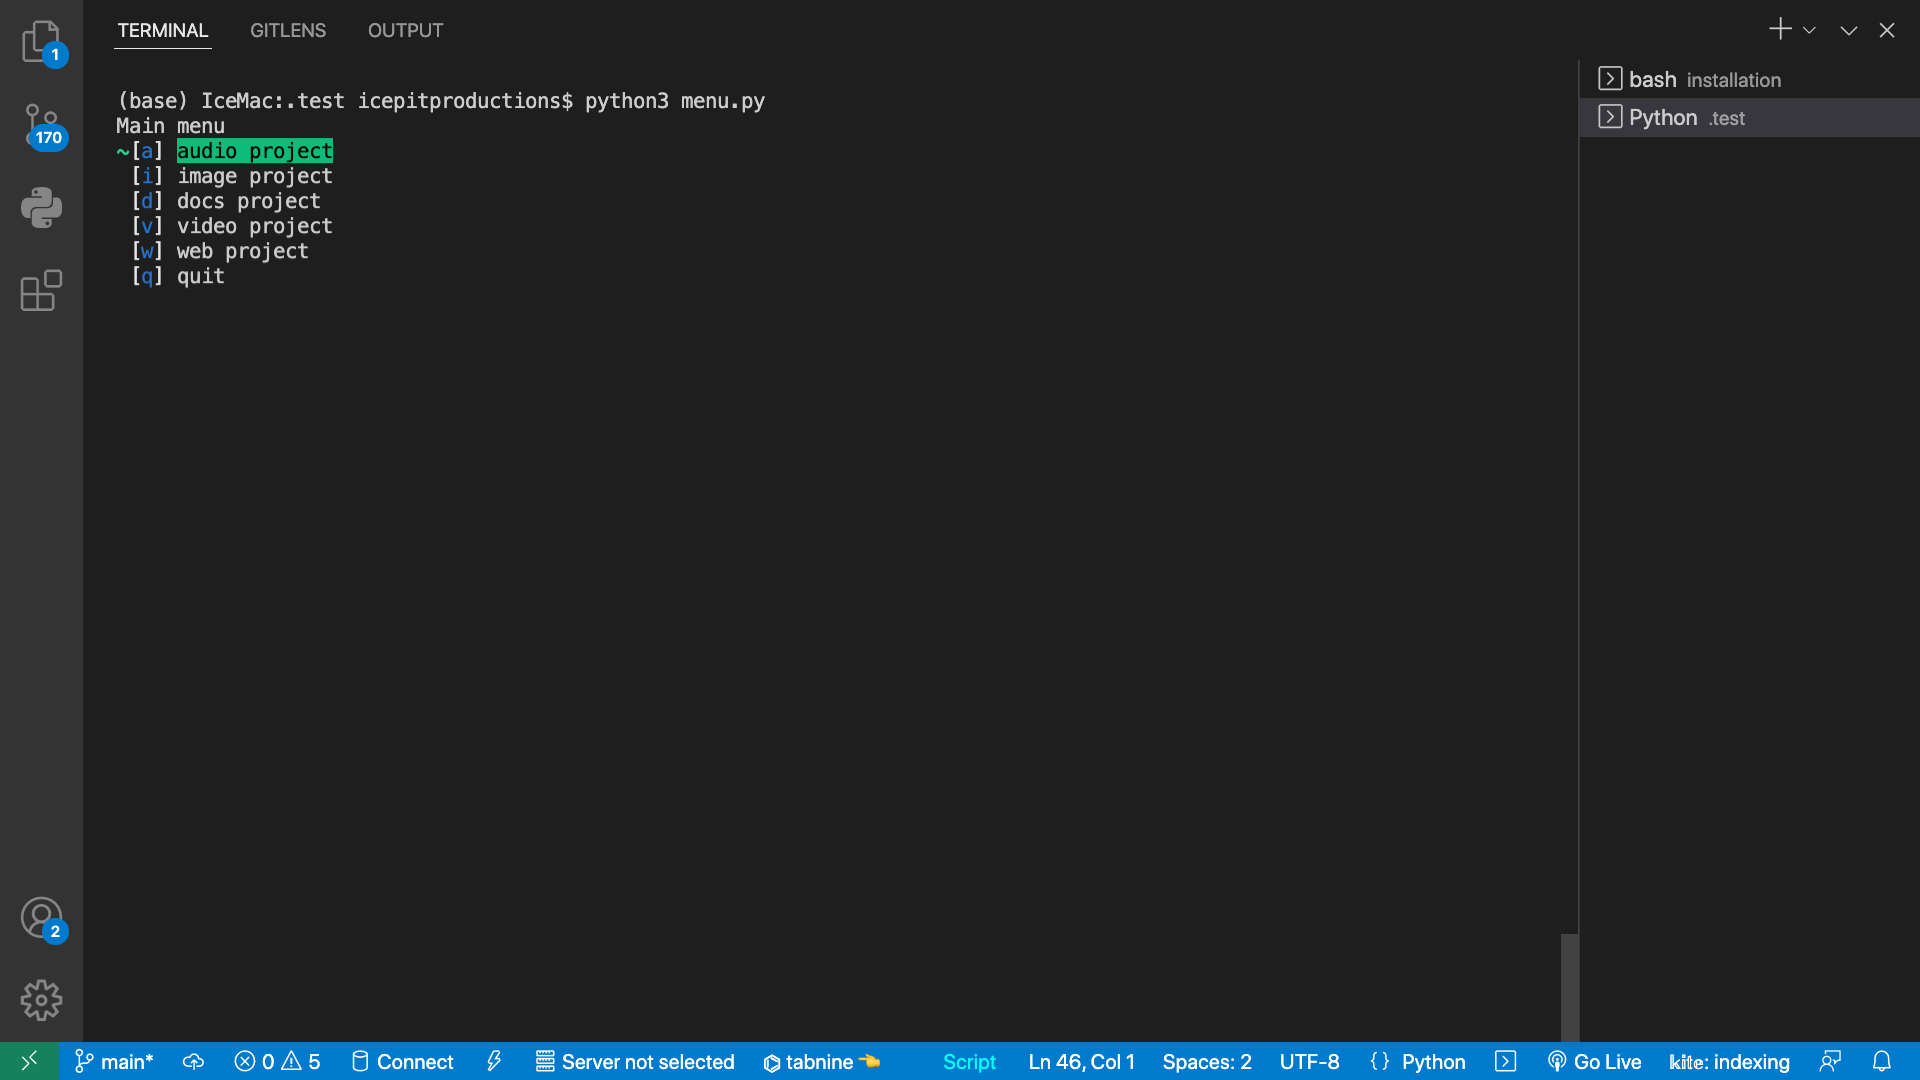 TERMINAL GITLENS OUTPUT
(base) IceMac:.test icepitproductions$ python3 menu.py
Main menu
~[a] audio project
[i] image project
[d] docs project
[v] video project
[w] web project
[q] quit
bash installation
Python .test
1
170
2
main* 0 5 Connect Server not selected tabnine Script Ln 46, Col 1 Spaces: 2 UTF-8 {} Python Go Live kite: indexing